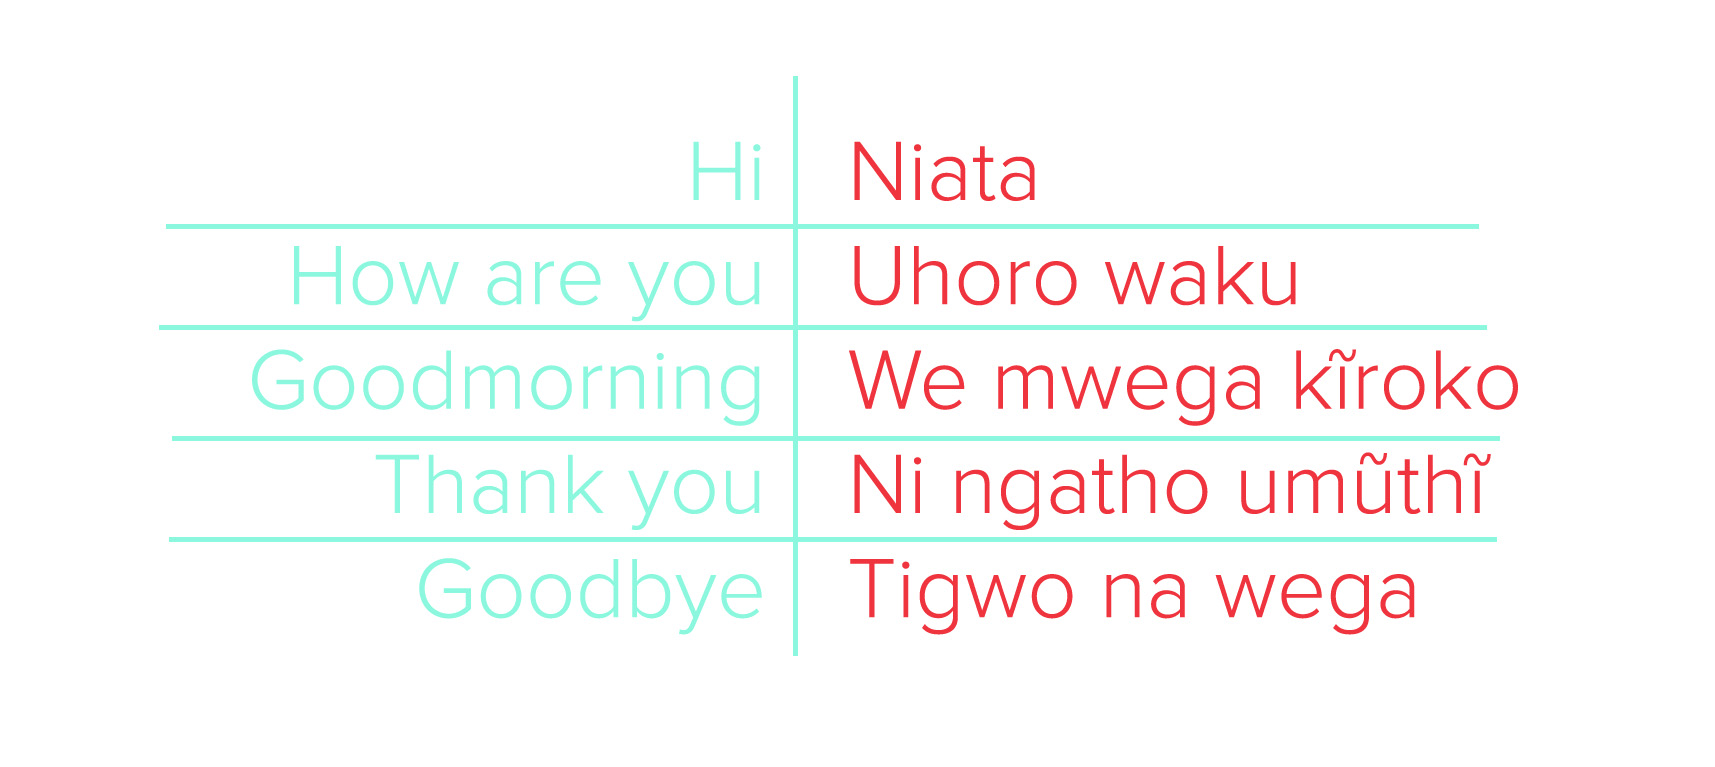 Hi Niata
How are you Uhoro waku
Goodmorning We mwega kĩroko
Thank you Ni ngatho umũthĩ
Goodbye Tigwo na wega